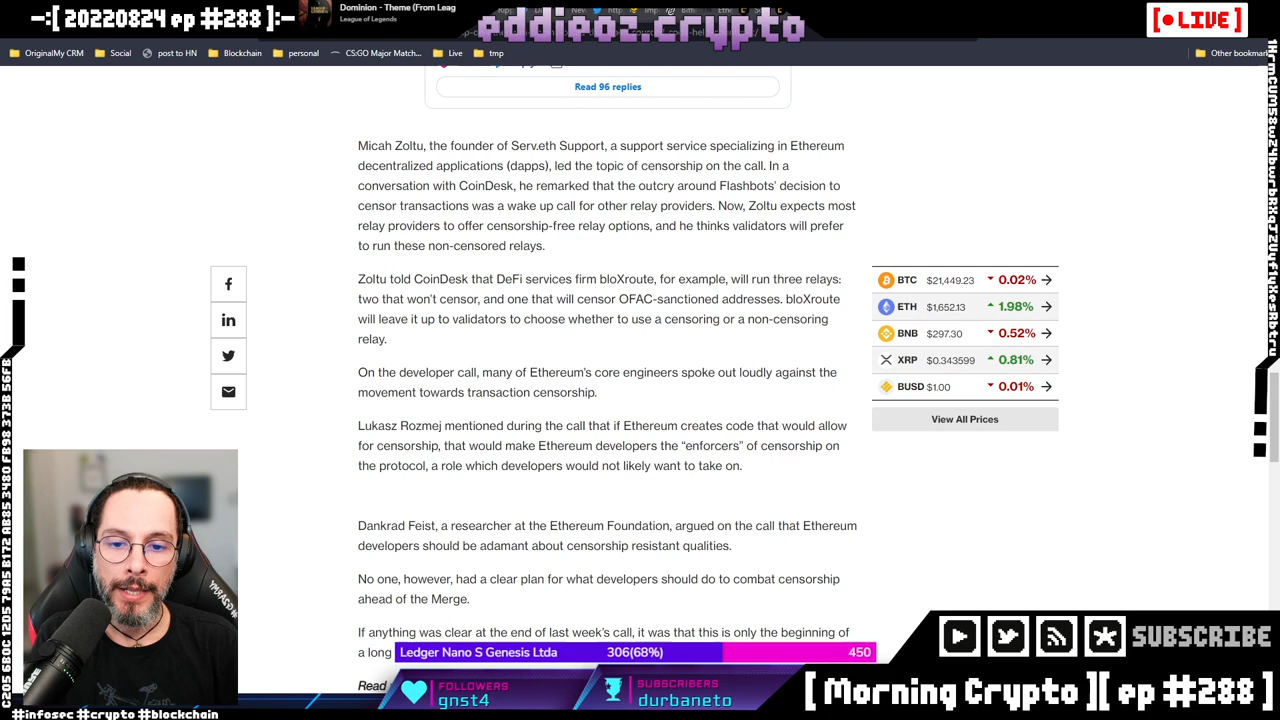 -:[ 20220824 ep #288 ]:-
Dominion - Theme (From Leag
League of Legends
eddieoz.crypto
[ • LIVE ]
OriginalMy CRM
Social
post to HN
Blockchain
personal
CS:GO Major Match...
Live
tmp
Other bookmar
Read 96 replies
Micah Zoltu, the founder of Serv.eth Support, a support service specializing in Ethereum
decentralized applications (dapps), led the topic of censorship on the call. In a
conversation with CoinDesk, he remarked that the outcry around Flashbots’ decision to
censor transactions was a wake up call for other relay providers. Now, Zoltu expects most
relay providers to offer censorship-free relay options, and he thinks validators will prefer
to run these non-censored relays.
Zoltu told CoinDesk that DeFi services firm bloXroute, for example, will run three relays:
two that won’t censor, and one that will censor OFAC-sanctioned addresses. bloXroute
will leave it up to validators to choose whether to use a censoring or a non-censoring
relay.
On the developer call, many of Ethereum’s core engineers spoke out loudly against the
movement towards transaction censorship.
Lukasz Rozmej mentioned during the call that if Ethereum creates code that would allow
for censorship, that would make Ethereum developers the “enforcers” of censorship on
the protocol, a role which developers would not likely want to take on.
Dankrad Feist, a researcher at the Ethereum Foundation, argued on the call that Ethereum
developers should be adamant about censorship resistant qualities.
No one, however, had a clear plan for what developers should do to combat censorship
ahead of the Merge.
If anything was clear at the end of last week’s call, it was that this is only the beginning of
a long
Read
BTC $21,449.23 0.02%
ETH $1,652.13 1.98%
BNB $297.30 0.52%
XRP $0.343599 0.81%
BUSD $1.00 0.01%
View All Prices
Ledger Nano S Genesis Ltda 306(68%) 450
FOLLOWERS
gnst4
SUBSCRIBERS
durbaneto
SUBSCRIBE
[ Morning Crypto ][ ep #288 ]
#infosec #crypto #blockchain